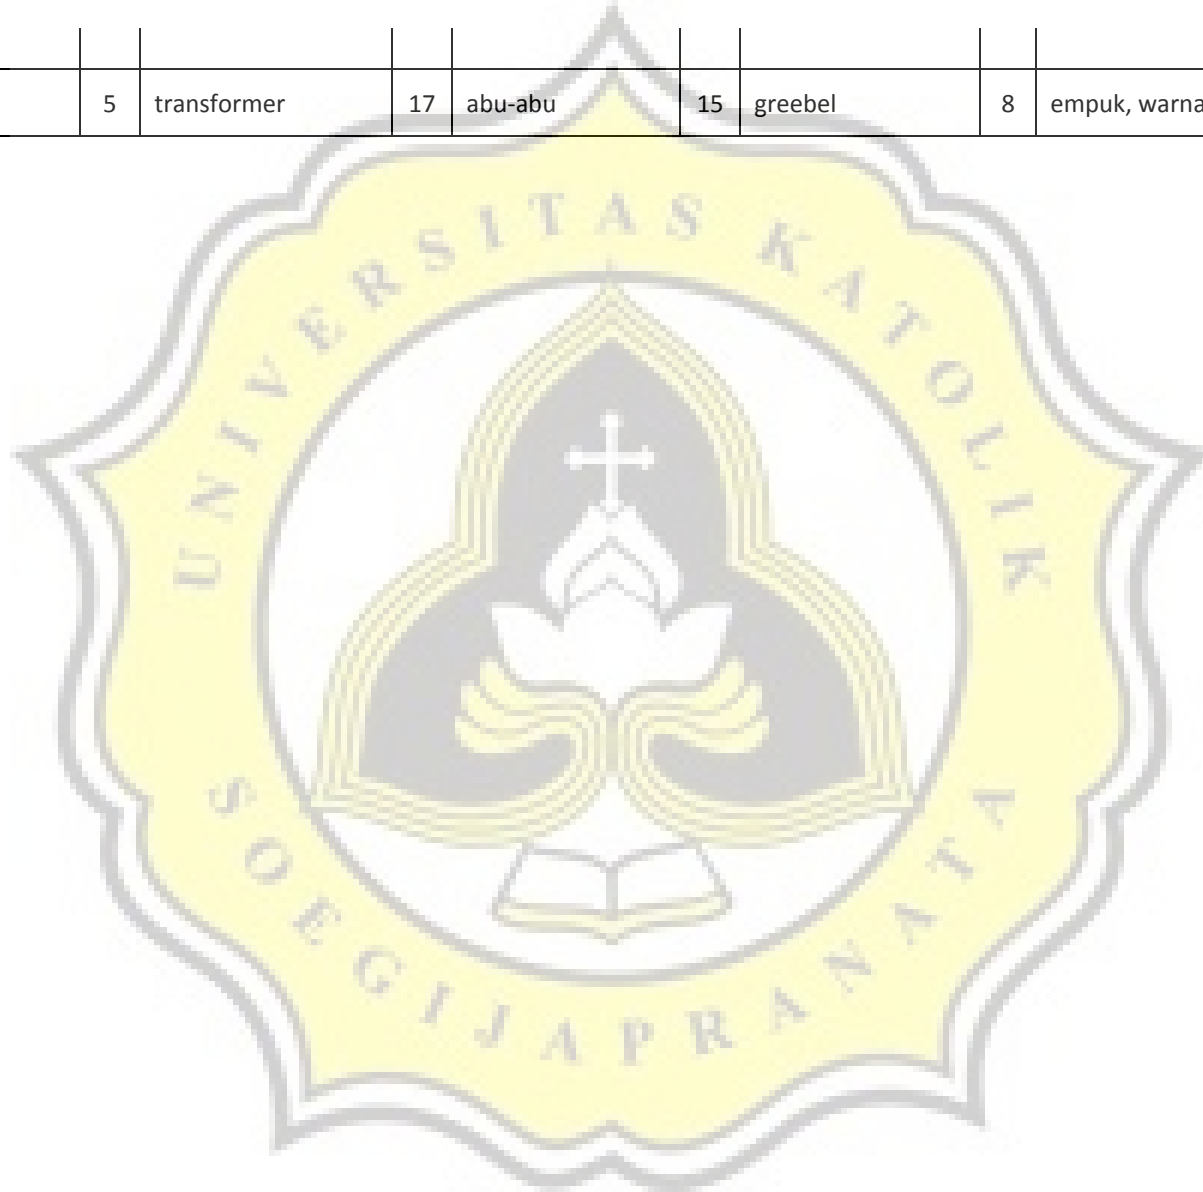 5 transformer 17 abu-abu 15 greebel 8 empuk, warna
UNIVERSITAS KATOLIK
SOEGIJAPRANATA